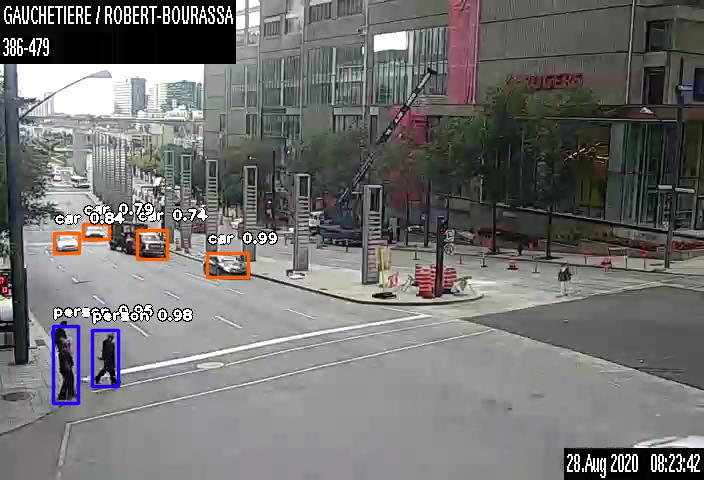 GAUCHETIERE / ROBERT-BOURASSA
386-479
ROGERS
car 0.79
car 0.84
car 0.74
car 0.99
person 0.98
28.Aug 2020 08:23:42